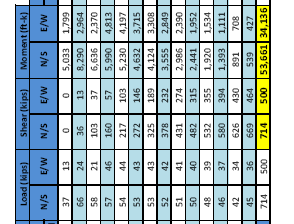 Load (kips) Shear (kips) Moment (ft-k)
N/S E/W N/S E/W N/S E/W
37 13 0 0 5,033 1,799
66 24 36 13 8,290 2,964
58 21 103 37 6,636 2,370
57 46 160 57 5,990 4,813
54 44 217 103 5,230 4,197
53 44 272 146 4,632 3,715
53 43 325 189 4,124 3,308
52 42 378 232 3,555 2,849
51 41 431 274 2,986 2,390
50 40 482 315 2,441 1,952
48 39 532 355 1,920 1,534
46 37 580 394 1,393 1,111
42 34 626 430 891 708
45 36 669 464 539 427
714 500 714 500 53,661 34,136